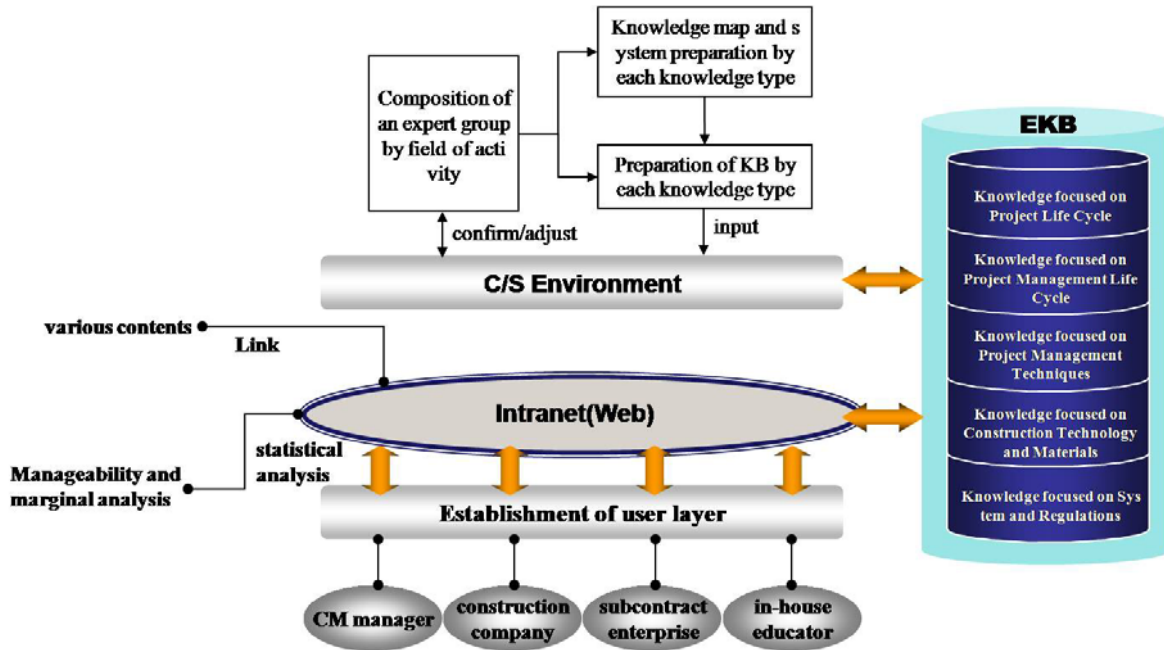 Knowledge map and s
ystem preparation by
each knowledge type
Composition of
an expert group
by field of acti
vity
Preparation of KB by
each knowledge type
confirm/adjust
input
C/S Environment
various contents
Link
Intranet(Web)
statistical
analysis
Manageability and
marginal analysis
Establishment of user layer
CM manager
construction
company
subcontract
enterprise
in-house
educator
EKB
Knowledge focused on
Project Life Cycle
Knowledge focused on
Project Management Life
Cycle
Knowledge focused on
Project Management
Techniques
Knowledge focused on
Construction Technology
and Materials
Knowledge focused on Sys
tem and Regulations